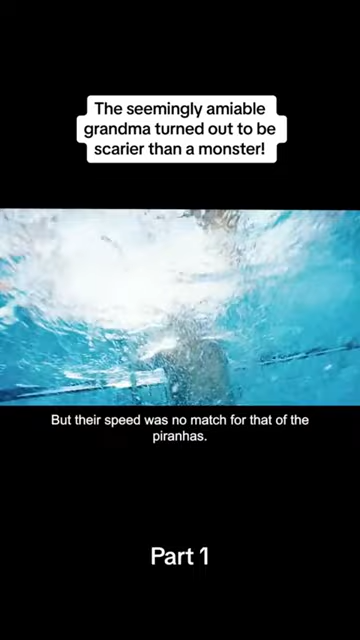 The seemingly amiable
grandma turned out to be
scarier than a monster!
But their speed was no match for that of the
piranhas.
Part 1